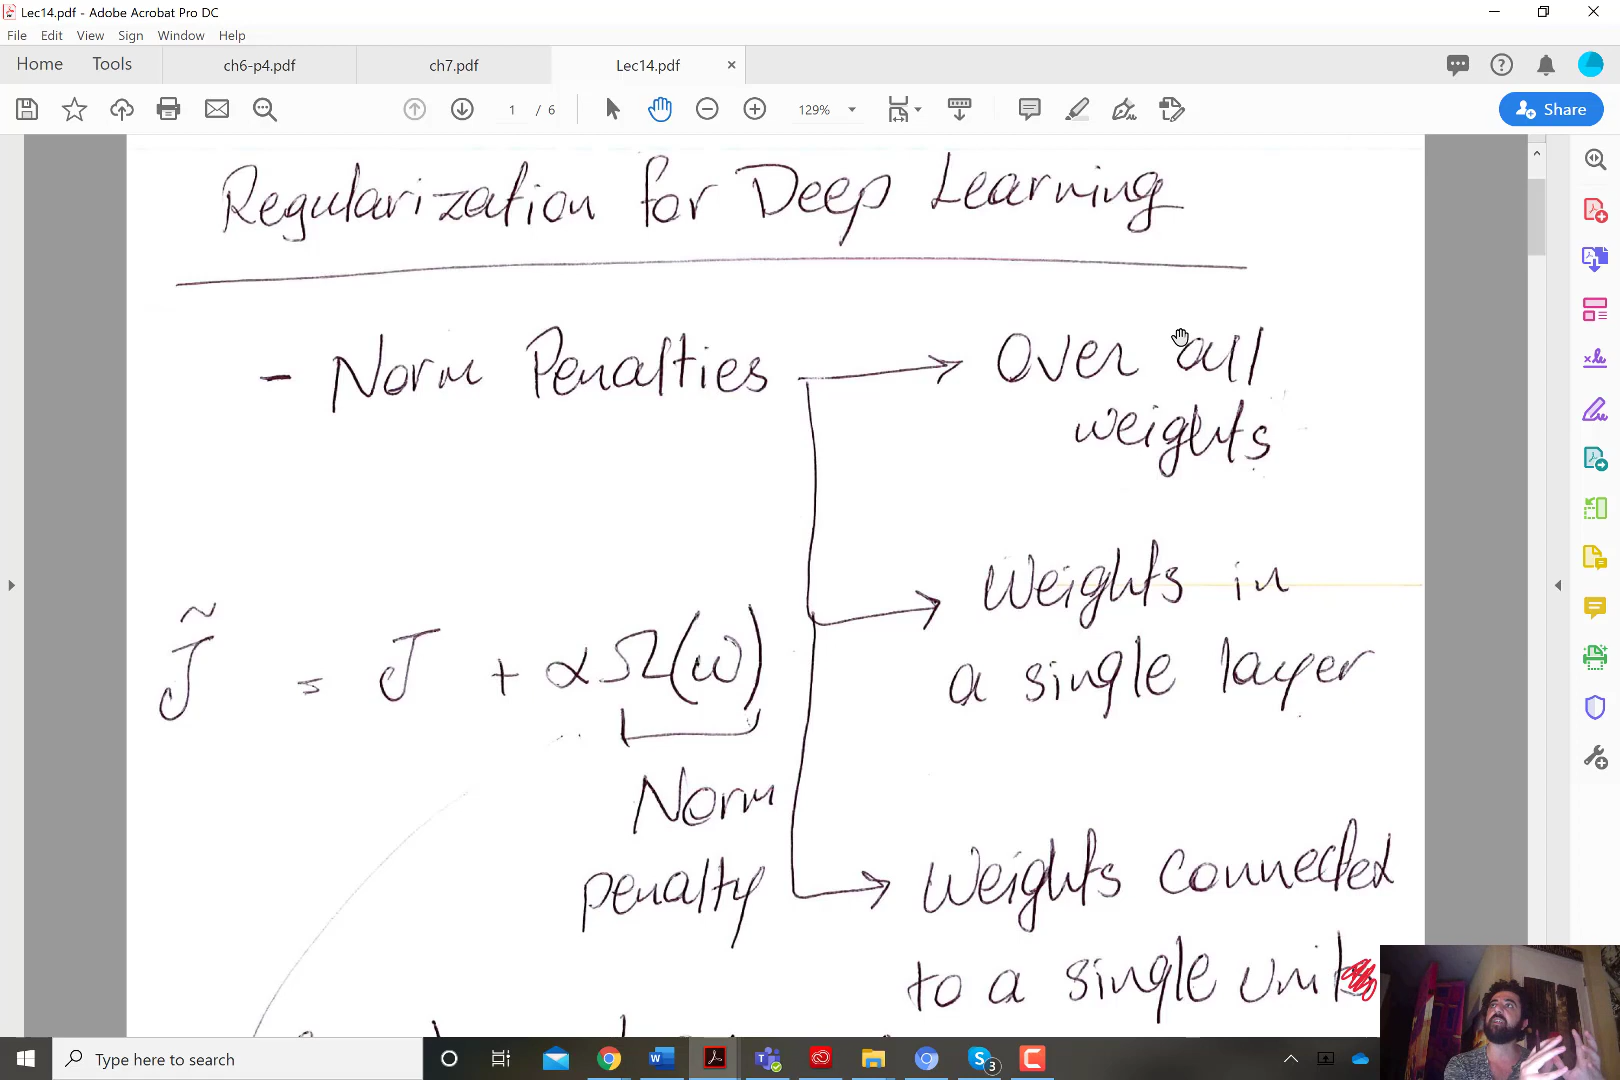 Lec14.pdf - Adobe Acrobat Pro DC
File Edit View Sign Window Help
Home Tools ch6-p4.pdf ch7.pdf Lec14.pdf
1 / 6 129% Share
Regularization for Deep Learning
- Norm Penalties → Over all
weights
Weights in
a single layer
J̃ = J + αΩ(ω)
Norm
penalty
Weights connected
to a single unit
Type here to search
3